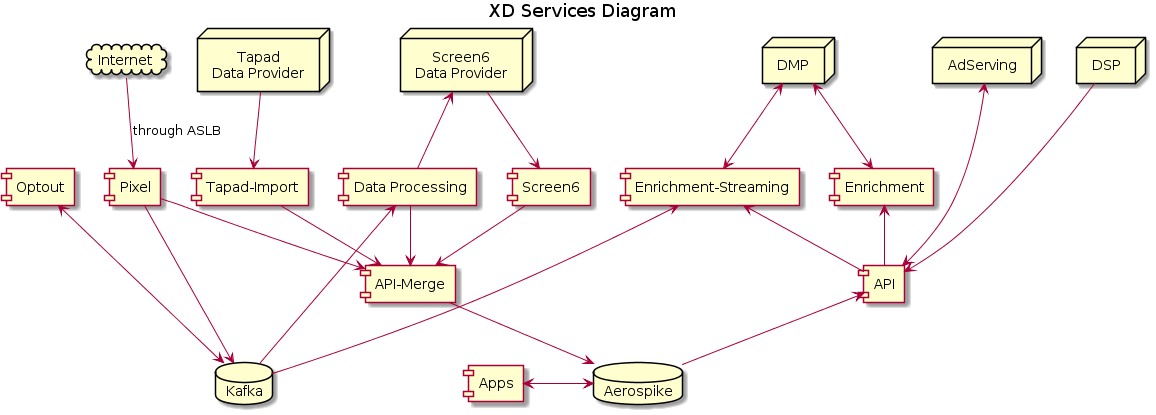 XD Services Diagram
Internet
Tapad
Data Provider
Screen6
Data Provider
DMP
AdServing
DSP
through ASLB
Optout
Pixel
Tapad-Import
Data Processing
Screen6
Enrichment-Streaming
Enrichment
API-Merge
API
Kafka
Apps
Aerospike